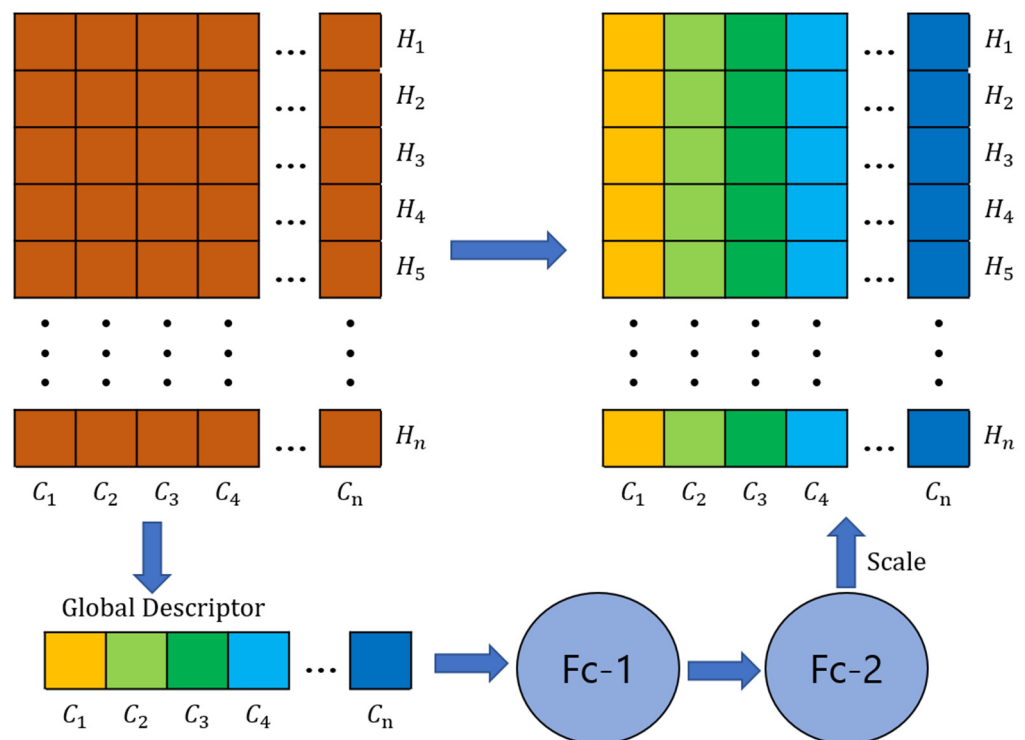 ... H₁ ... H₁
... H₂ ... H₂
... H₃ ... H₃
... H₄ ... H₄
... H₅ ... H₅
... Hₙ ... Hₙ
C₁ C₂ C₃ C₄ Cₙ C₁ C₂ C₃ C₄ Cₙ
Scale
Global Descriptor
... Fc-1 Fc-2
C₁ C₂ C₃ C₄ Cₙ